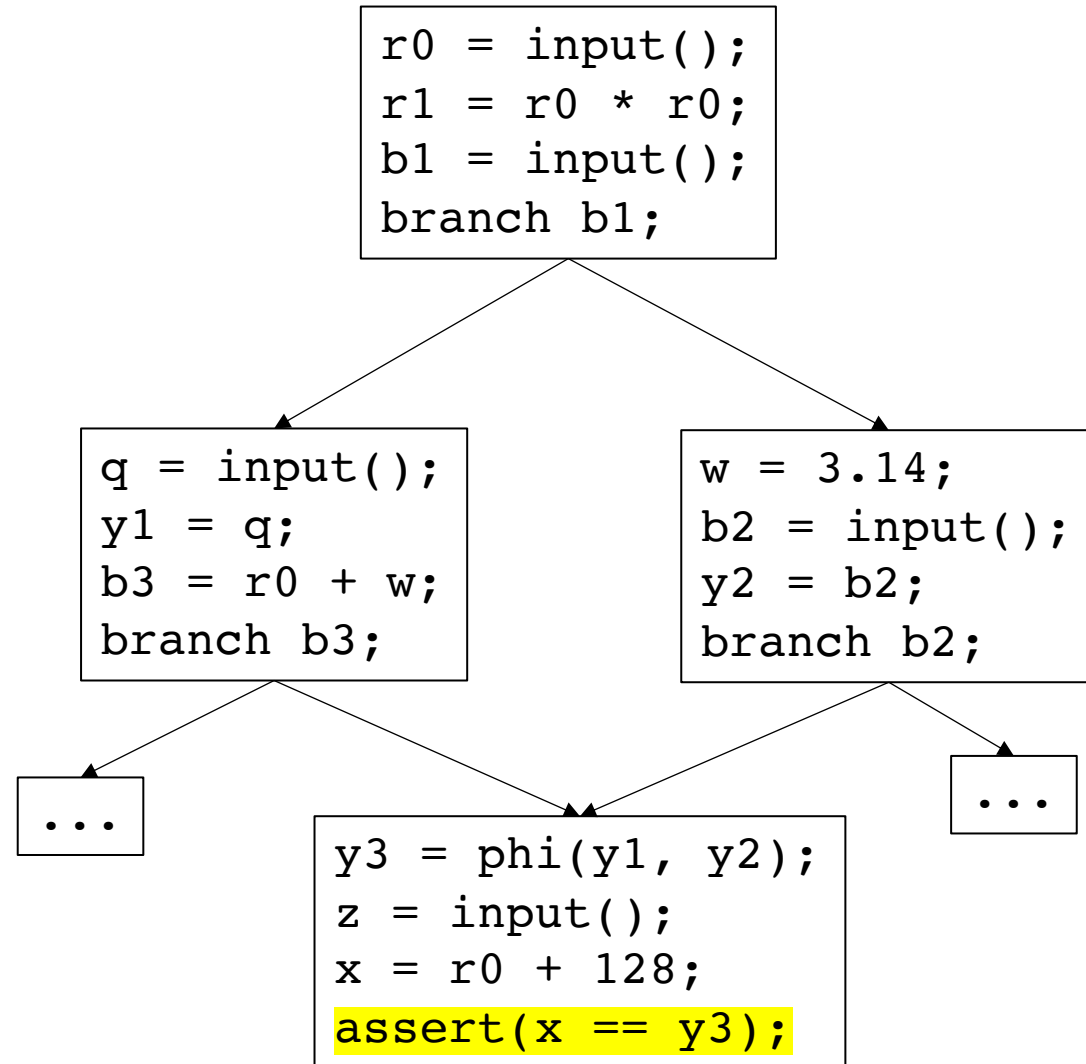 r0 = input();
r1 = r0 * r0;
b1 = input();
branch b1;
q = input();
y1 = q;
b3 = r0 + w;
branch b3;
w = 3.14;
b2 = input();
y2 = b2;
branch b2;
...
...
y3 = phi(y1, y2);
z = input();
x = r0 + 128;
assert(x == y3);